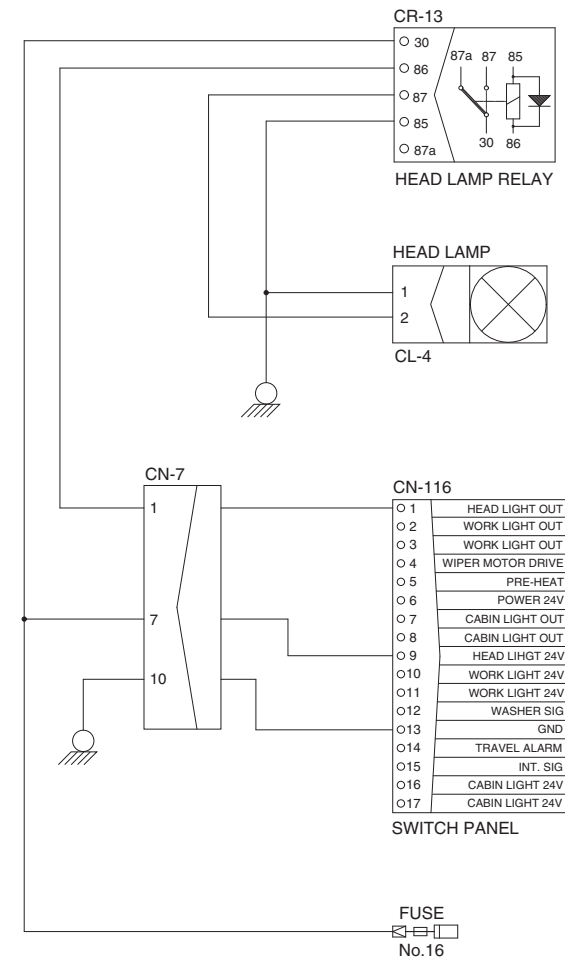 CR-13
30
86
87
85
87a
87a 87 85
30 86
HEAD LAMP RELAY
HEAD LAMP
1
2
CL-4
CN-7
1
7
10
CN-116
1 HEAD LIGHT OUT
2 WORK LIGHT OUT
3 WORK LIGHT OUT
4 WIPER MOTOR DRIVE
5 PRE-HEAT
6 POWER 24V
7 CABIN LIGHT OUT
8 CABIN LIGHT OUT
9 HEAD LIHGT 24V
10 WORK LIGHT 24V
11 WORK LIGHT 24V
12 WASHER SIG
13 GND
14 TRAVEL ALARM
15 INT. SIG
16 CABIN LIGHT 24V
17 CABIN LIGHT 24V
SWITCH PANEL
FUSE
No.16